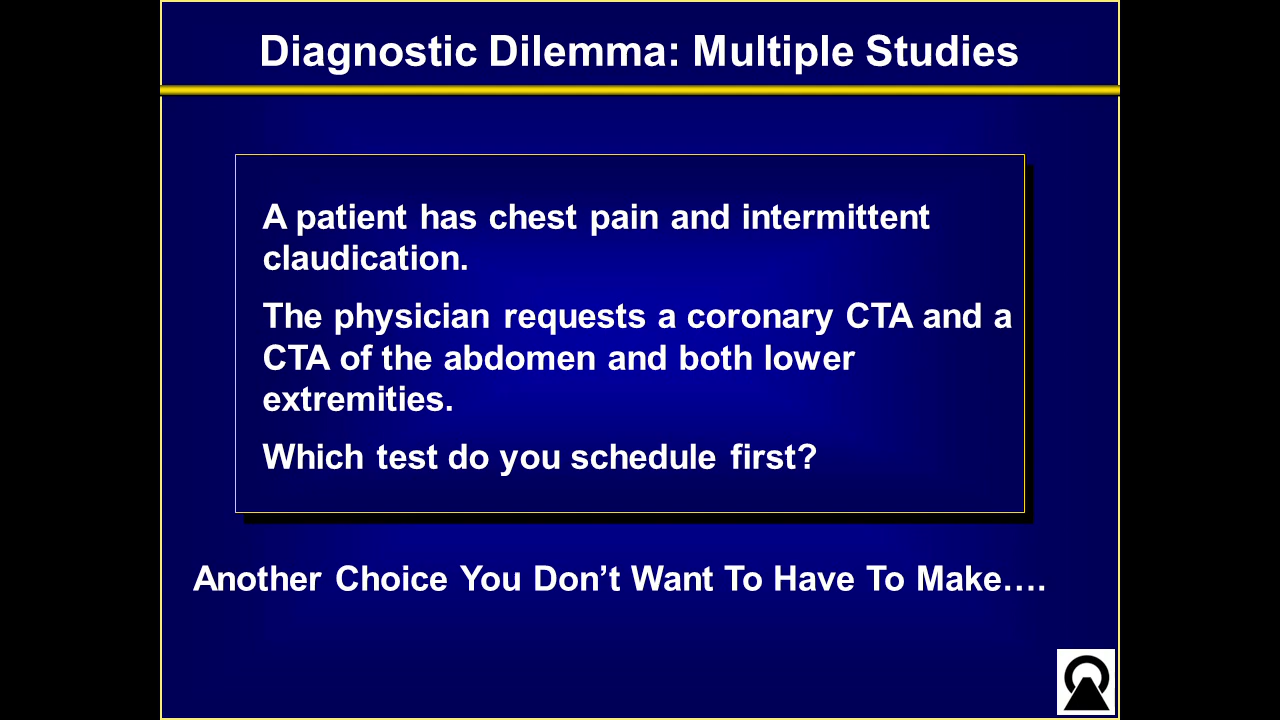 Diagnostic Dilemma: Multiple Studies
A patient has chest pain and intermittent
claudication.
The physician requests a coronary CTA and a
CTA of the abdomen and both lower
extremities.
Which test do you schedule first?
Another Choice You Don’t Want To Have To Make….